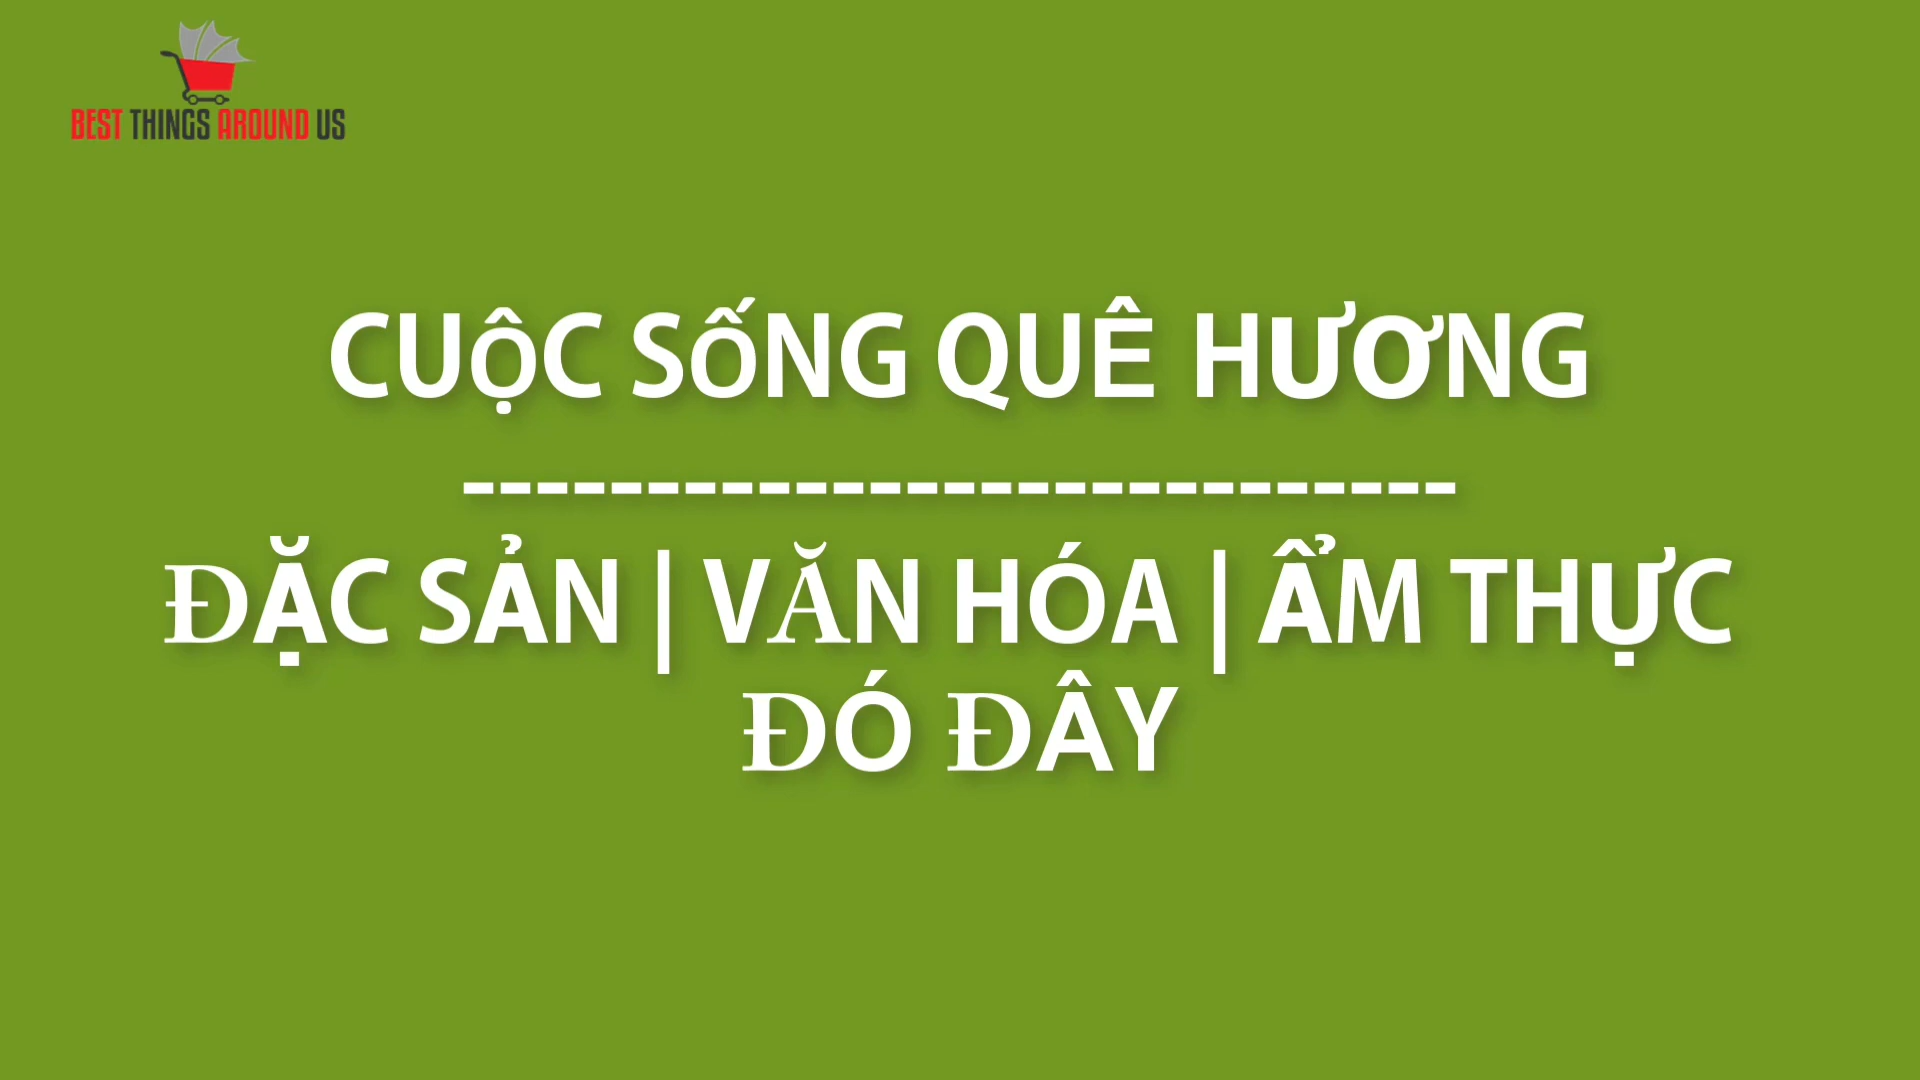 BEST THINGS AROUND US
CUỘC SỐNG QUÊ HƯƠNG
---------------------------
ĐẶC SẢN | VĂN HÓA | ẨM THỰC
ĐÓ ĐÂY